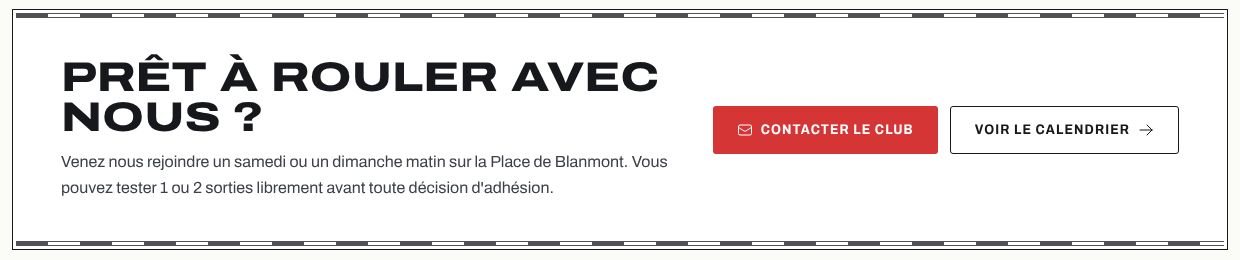 PRÊT À ROULER AVEC
NOUS ?
Venez nous rejoindre un samedi ou un dimanche matin sur la Place de Blanmont. Vous
pouvez tester 1 ou 2 sorties librement avant toute décision d'adhésion.
CONTACTER LE CLUB
VOIR LE CALENDRIER →